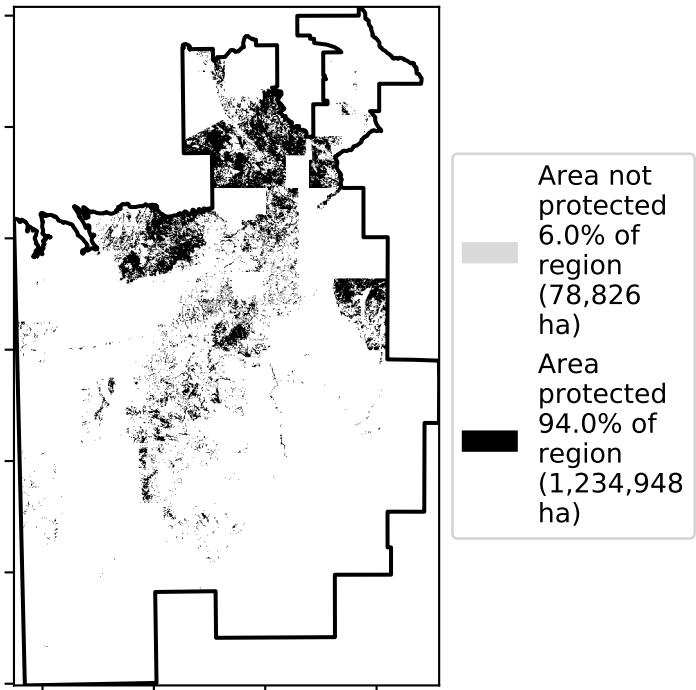 Area not
protected
6.0% of
region
(78,826
ha)
Area
protected
94.0% of
region
(1,234,948
ha)